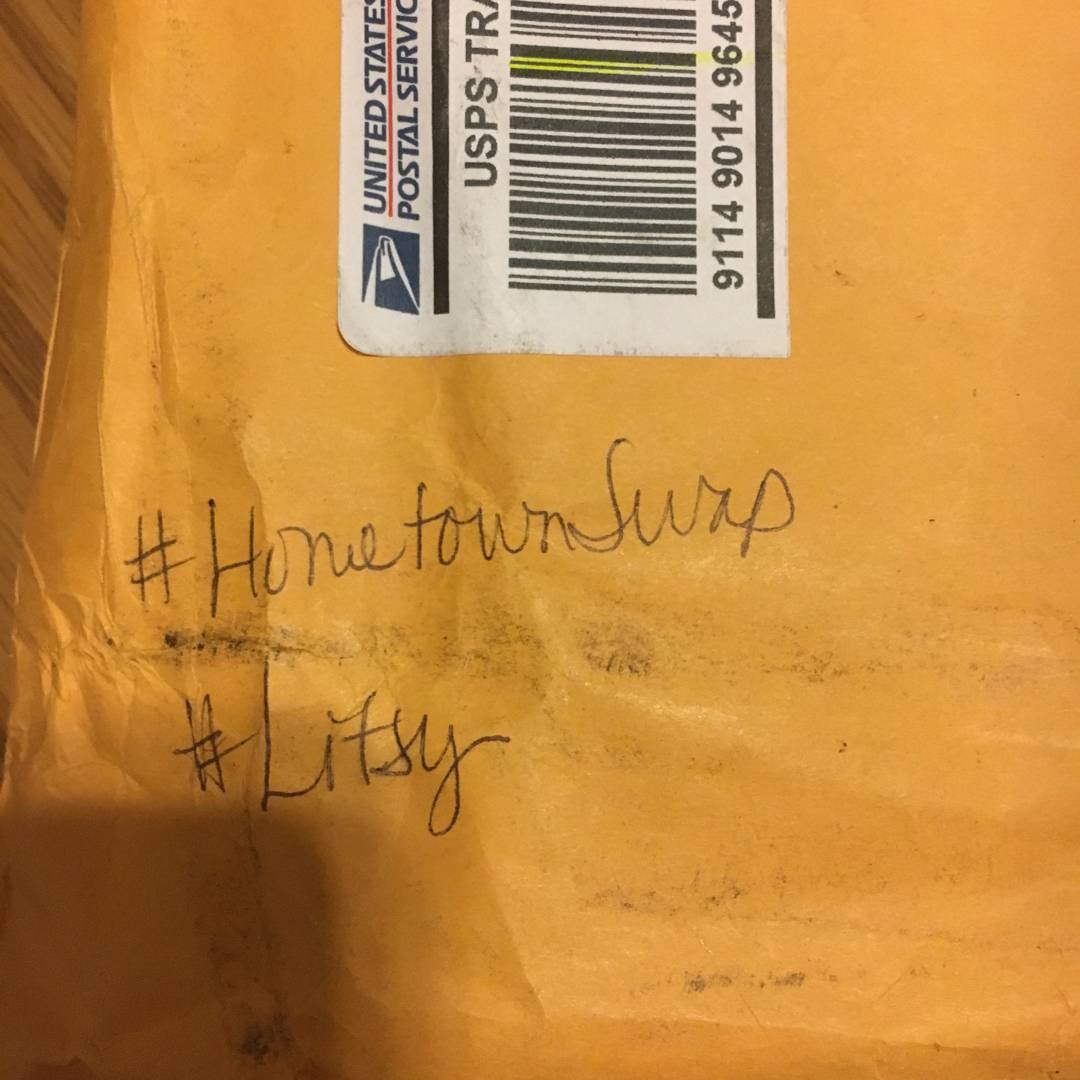 UNITED STATES
POSTAL SERVIC
USPS TRA
9114 9014 9645
#HometownSwap
#Litsy